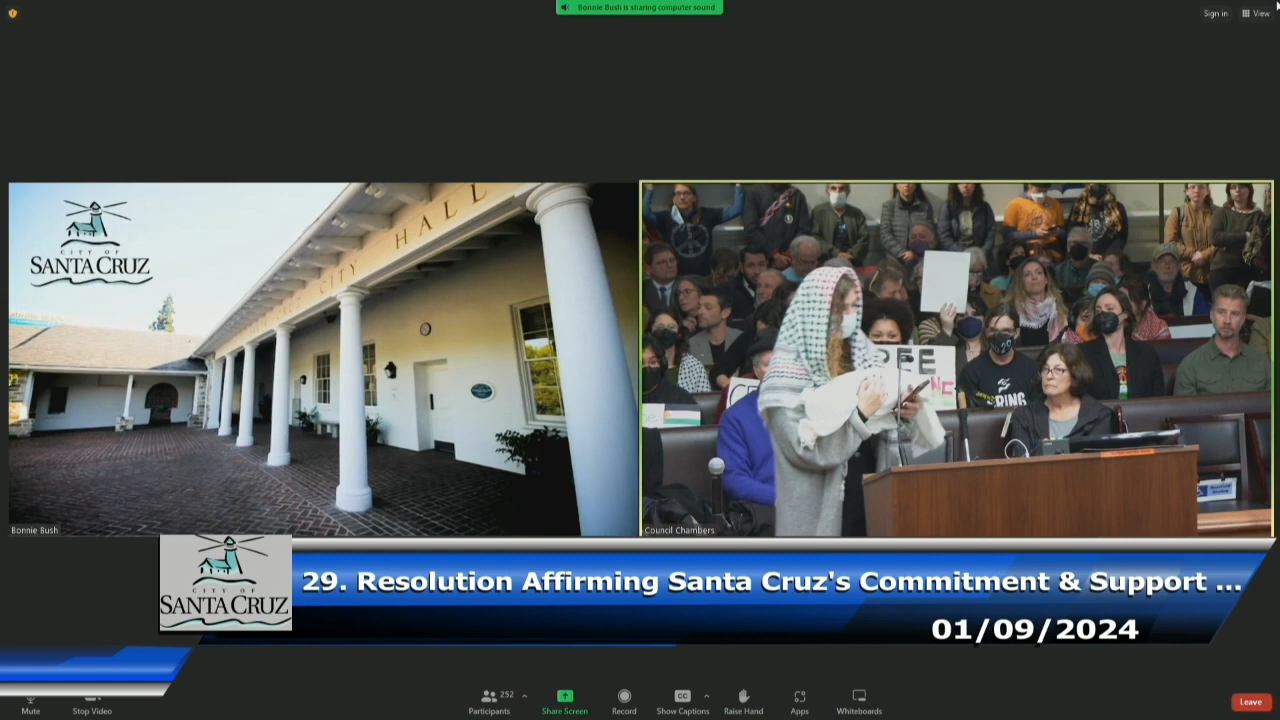 Bonnie Bush is sharing computer sound
Sign in
View
CITY OF
SANTA CRUZ
CITY HALL
Bonnie Bush
Council Chambers
CITY OF
SANTA CRUZ
29. Resolution Affirming Santa Cruz's Commitment & Support ...
01/09/2024
Mute
Stop Video
Participants
252
Share Screen
Record
CC
Show Captions
Raise Hand
Apps
Whiteboards
Leave